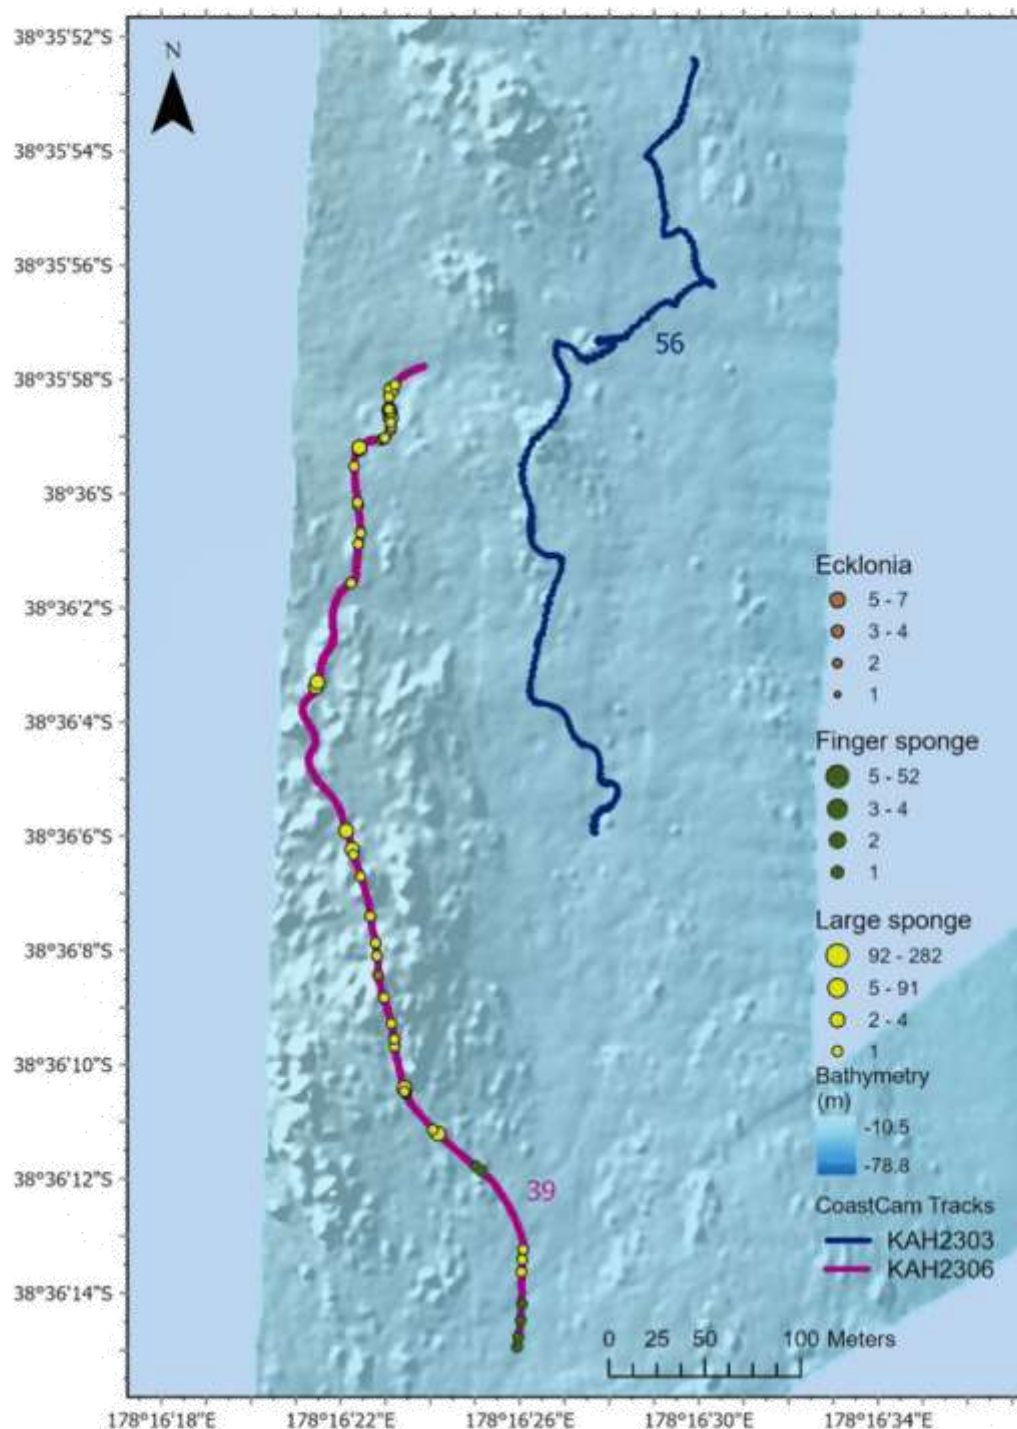 38°35'52"S
N
38°35'54"S
38°35'56"S
56
38°35'58"S
38°36'S
Ecklonia
5 - 7
38°36'2"S
3 - 4
2
1
38°36'4"S
Finger sponge
5 - 52
3 - 4
38°36'6"S
2
1
Large sponge
38°36'8"S
92 - 282
5 - 91
2 - 4
1
38°36'10"S
Bathymetry
(m)
-10.5
-78.8
38°36'12"S
39
CoastCam Tracks
KAH2303
KAH2306
38°36'14"S
0 25 50 100 Meters
178°16'18"E 178°16'22"E 178°16'26"E 178°16'30"E 178°16'34"E